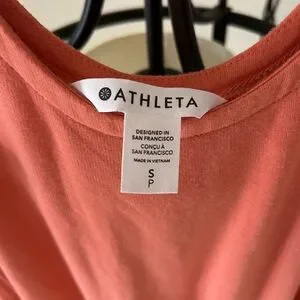 ATHLETA
DESIGNED IN
SAN FRANCISCO
CONÇU À
SAN FRANCISCO
MADE IN VIETNAM
S
P